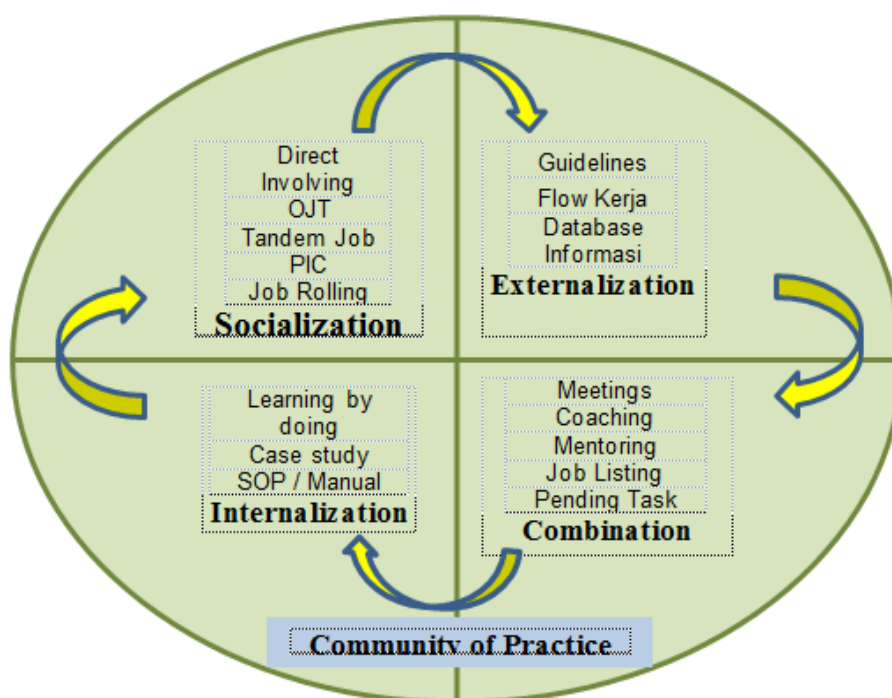 Direct
Involving
OJT
Tandem Job
PIC
Job Rolling
Socialization
Guidelines
Flow Kerja
Database
Informasi
Externalization
Learning by
doing
Case study
SOP / Manual
Internalization
Meetings
Coaching
Mentoring
Job Listing
Pending Task
Combination
Community of Practice